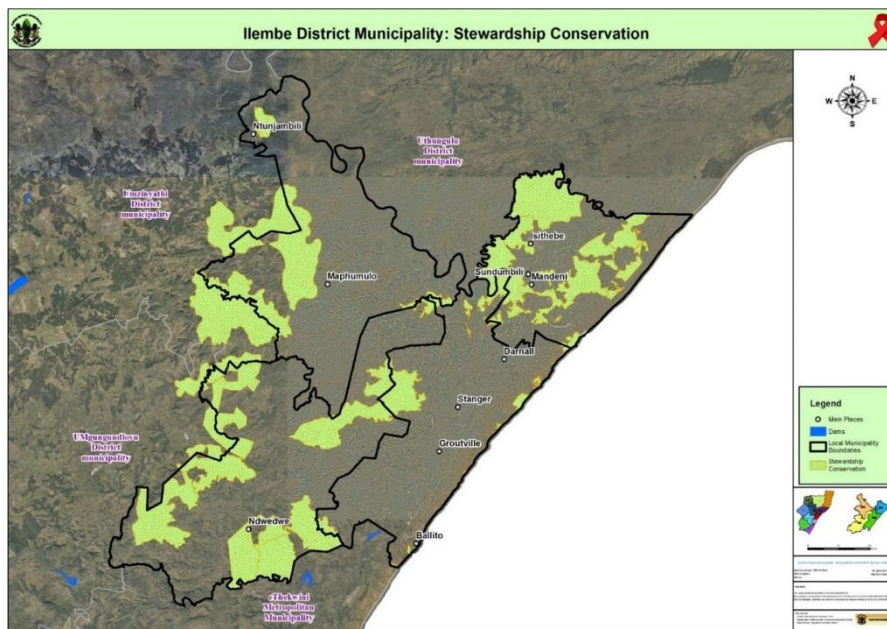 Ilembe District Municipality: Stewardship Conservation
N
W
E
S
Ntunjambili
Uthungulu
District
municipality
Umzinyathi
District
municipality
Isithebe
Sundumbili
Mandeni
Maphumulo
Darnall
Stanger
Groutville
UMgungundlovu
District
municipality
Ndwedwe
Ballito
eThekwini
Metropolitan
Municipality
Legend
Main Places
Dams
Local Municipality
Boundaries
Stewardship
Conservation